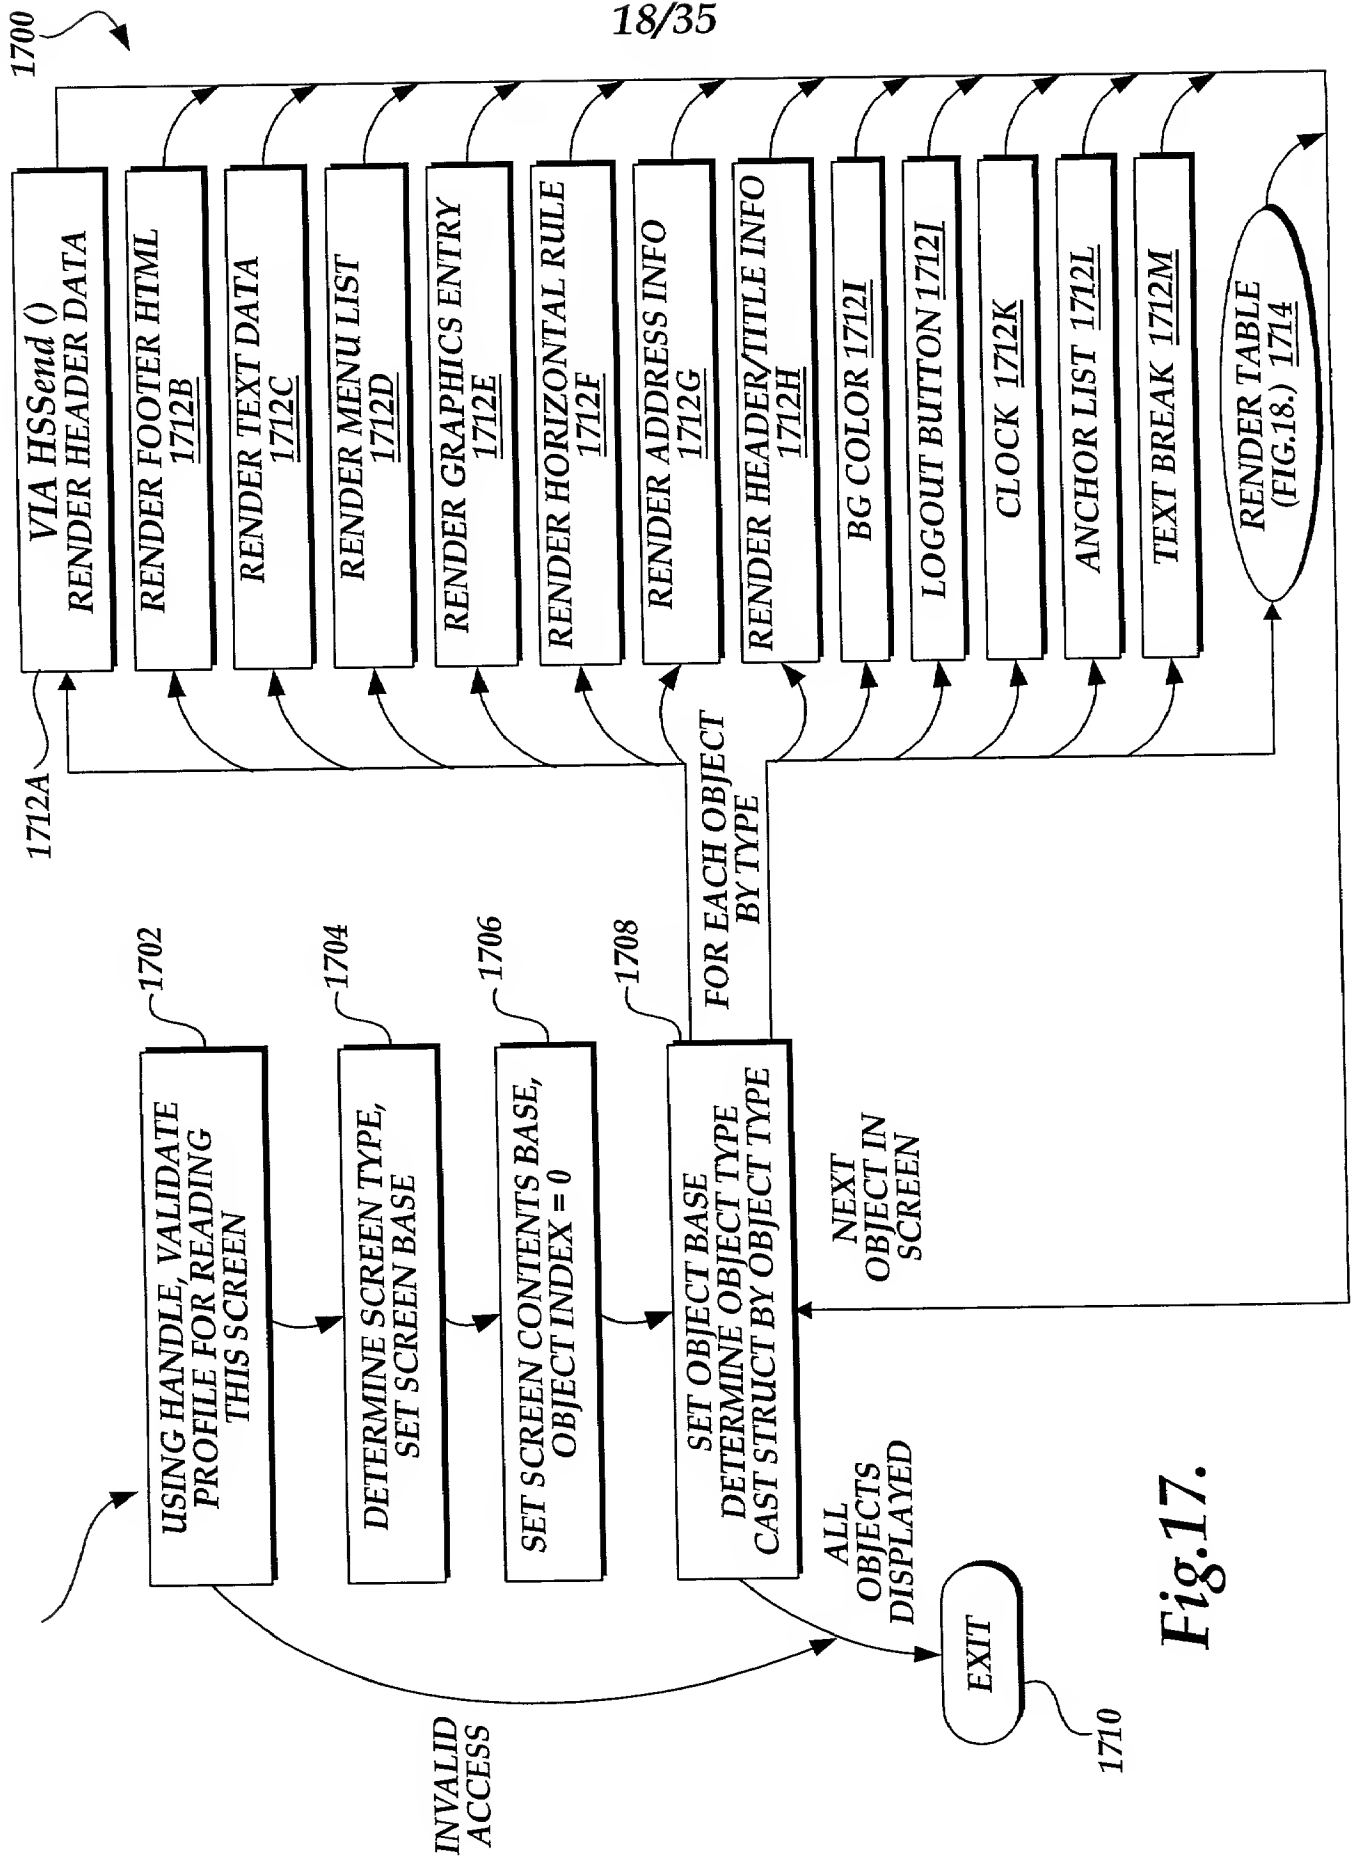 18/35
1700
1702
USING HANDLE, VALIDATE
PROFILE FOR READING
THIS SCREEN
1704
DETERMINE SCREEN TYPE,
SET SCREEN BASE
1706
SET SCREEN CONTENTS BASE,
OBJECT INDEX = 0
1708
SET OBJECT BASE
DETERMINE OBJECT TYPE
CAST STRUCT BY OBJECT TYPE
INVALID
ACCESS
ALL
OBJECTS
DISPLAYED
EXIT
1710
NEXT
OBJECT IN
SCREEN
FOR EACH OBJECT
BY TYPE
1712A
VIA HSSend ()
RENDER HEADER DATA
RENDER FOOTER HTML
1712B
RENDER TEXT DATA
1712C
RENDER MENU LIST
1712D
RENDER GRAPHICS ENTRY
1712E
RENDER HORIZONTAL RULE
1712F
RENDER ADDRESS INFO
1712G
RENDER HEADER/TITLE INFO
1712H
BG COLOR 1712I
LOGOUT BUTTON 1712J
CLOCK 1712K
ANCHOR LIST 1712L
TEXT BREAK 1712M
RENDER TABLE
(FIG.18.) 1714
Fig.17.